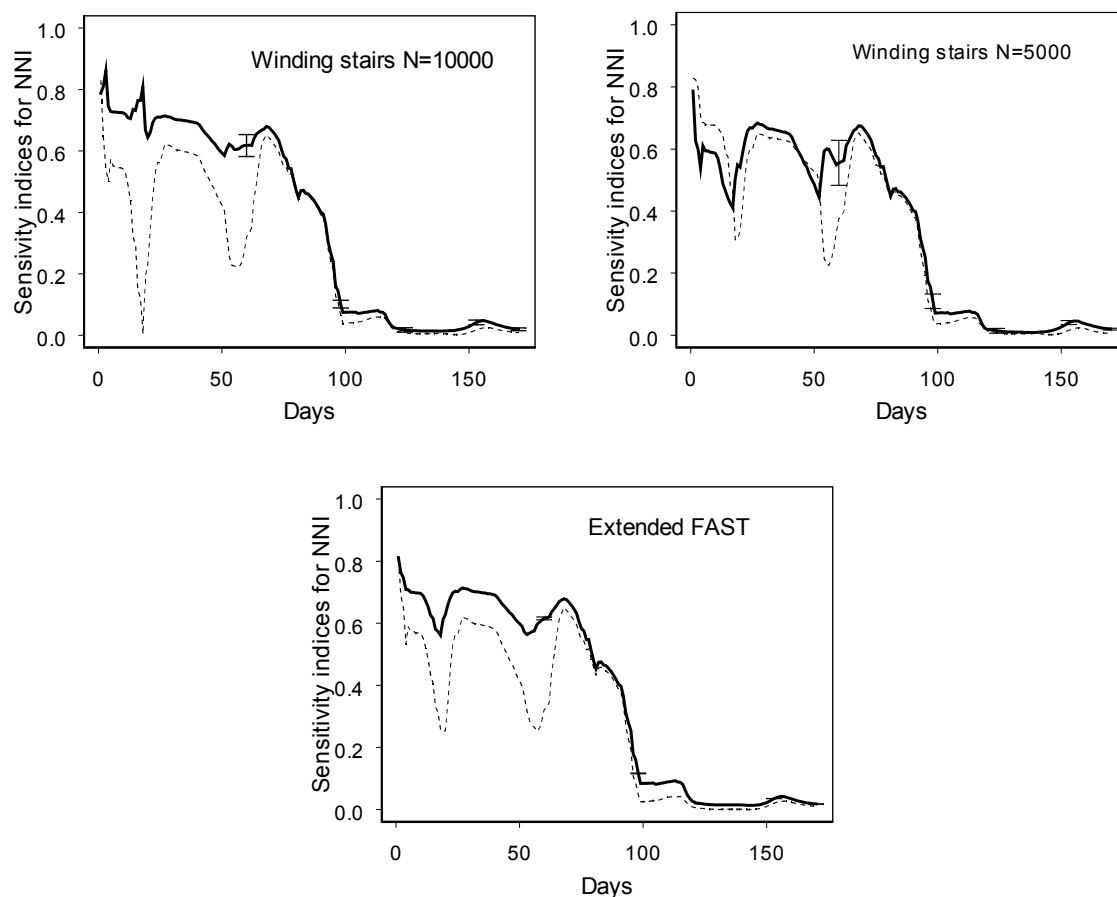 Winding stairs N=10000
Sensivity indices for NNI
1.0
0.8
0.6
0.4
0.2
0.0
0 50 100 150
Days
Winding stairs N=5000
Sensitivity indices for NNI
1.0
0.8
0.6
0.4
0.2
0.0
0 50 100 150
Days
Extended FAST
Sensitivity indices for NNI
1.0
0.8
0.6
0.4
0.2
0.0
0 50 100 150
Days